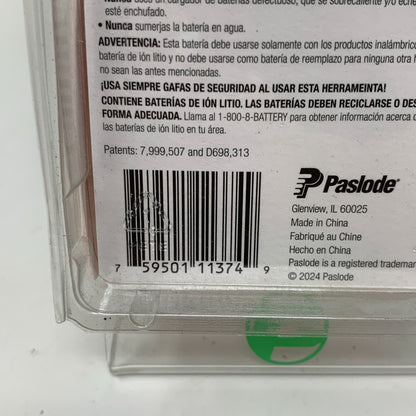 • Nunca use un cargador de baterías defectuoso, que se sobrecaliente y/o eche
esté enchufado.
• Nunca sumerjas la batería en agua.
ADVERTENCIA: Esta batería debe usarse solamente con los productos inalámbric
batería de ión litio y no debe usarse como batería de reemplazo para ninguna otra h
no sean las antes mencionadas.
¡USA SIEMPRE GAFAS DE SEGURIDAD AL USAR ESTA HERRAMEINTA!
CONTIENE BATERÍAS DE IÓN LITIO. LAS BATERÍAS DEBEN RECICLARSE O DES
FORMA ADECUADA. Llama al 1-800-8-BATTERY para obtener información acerca d
las baterías de ión litio en tu área.
Patents: 7,999,507 and D698,313
Paslode®
Glenview, IL 60025
Made in China
Fabriqué au Chine
Hecho en China
Paslode is a registered trademar
© 2024 Paslode
7 59501 11374 9